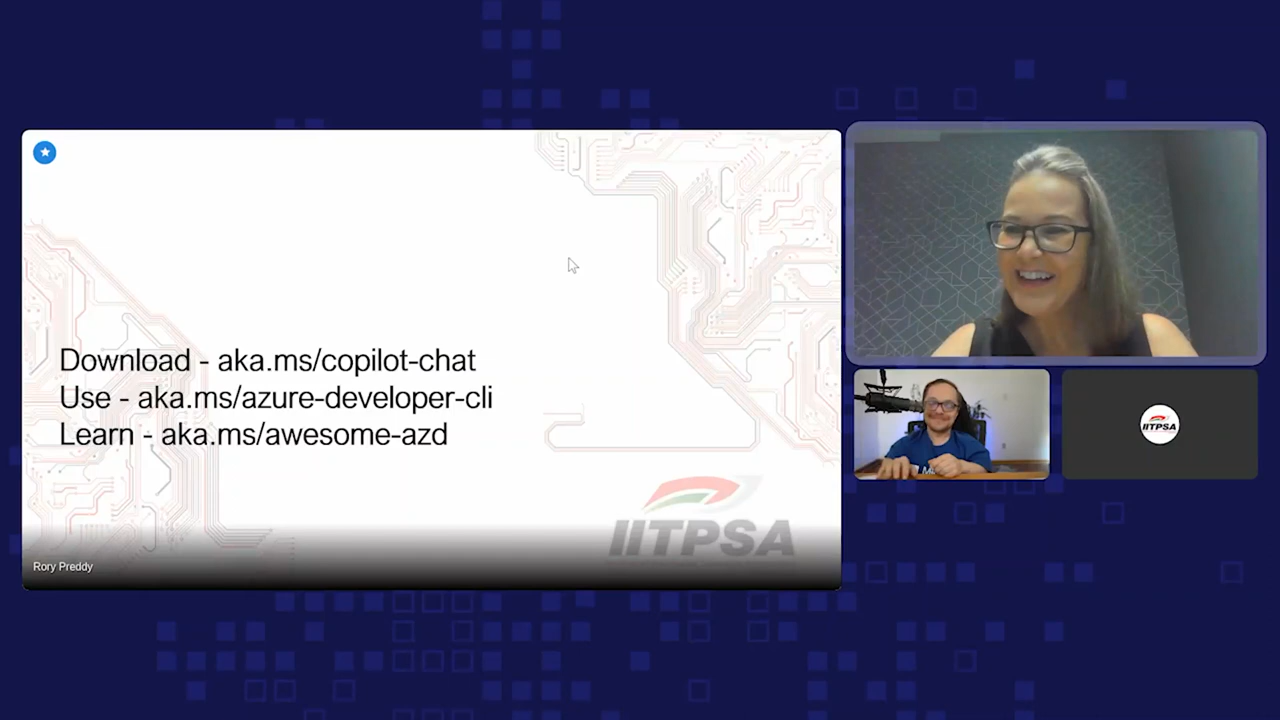 Download - aka.ms/copilot-chat
Use - aka.ms/azure-developer-cli
Learn - aka.ms/awesome-azd
IITPSA
Rory Preddy
IITPSA